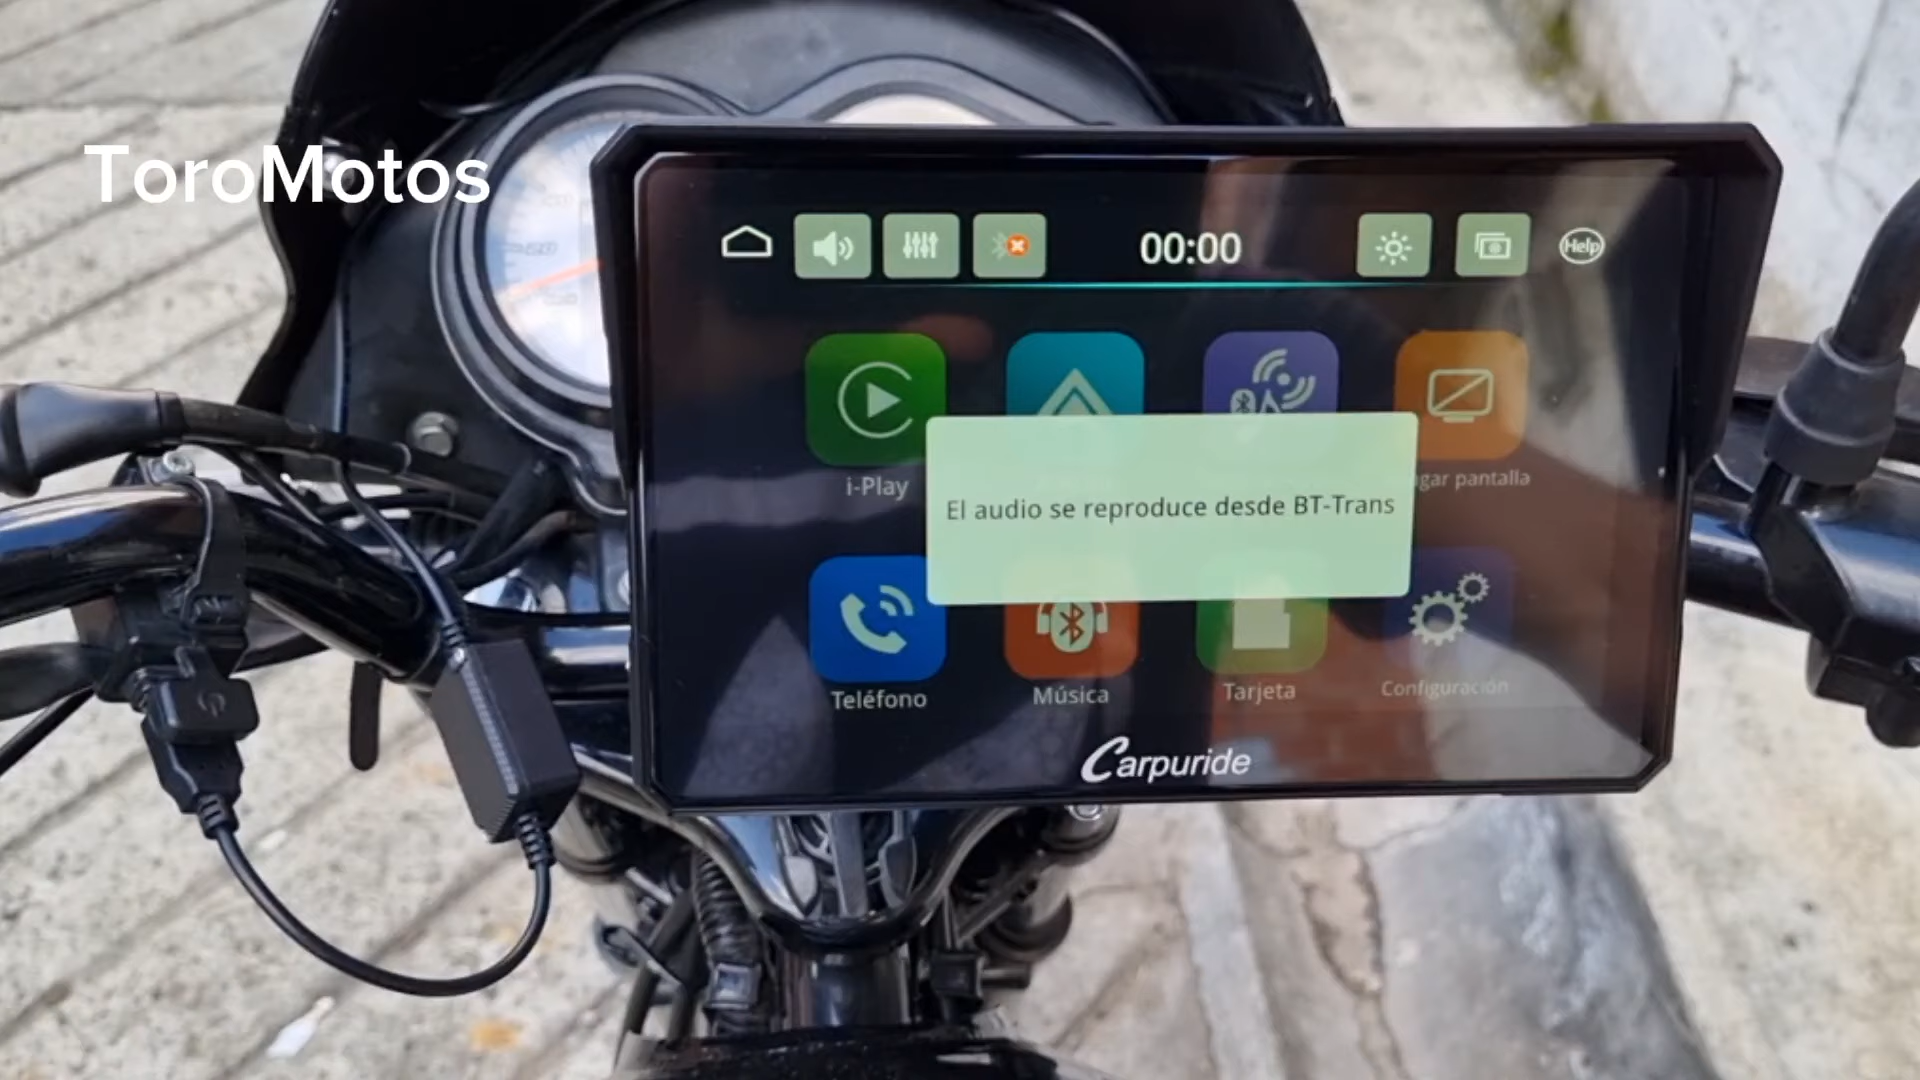 ToroMotos
00:00
Help
i-Play
El audio se reproduce desde BT-Trans
gar pantalla
Teléfono
Música
Tarjeta
Configuración
Carpuride